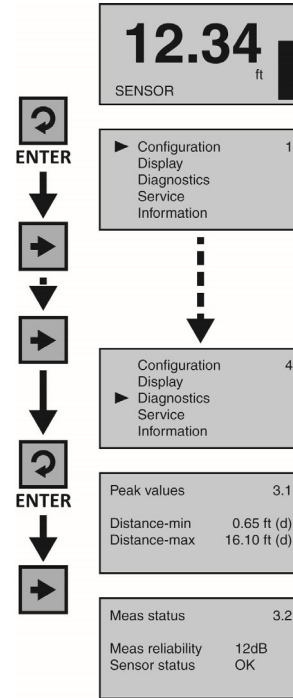 12.34
ft
SENSOR
ENTER
Configuration 1
Display
Diagnostics
Service
Information
Configuration 4
Display
Diagnostics
Service
Information
ENTER
Peak values 3.1
Distance-min 0.65 ft (d)
Distance-max 16.10 ft (d)
Meas status 3.2
Meas reliability 12dB
Sensor status OK